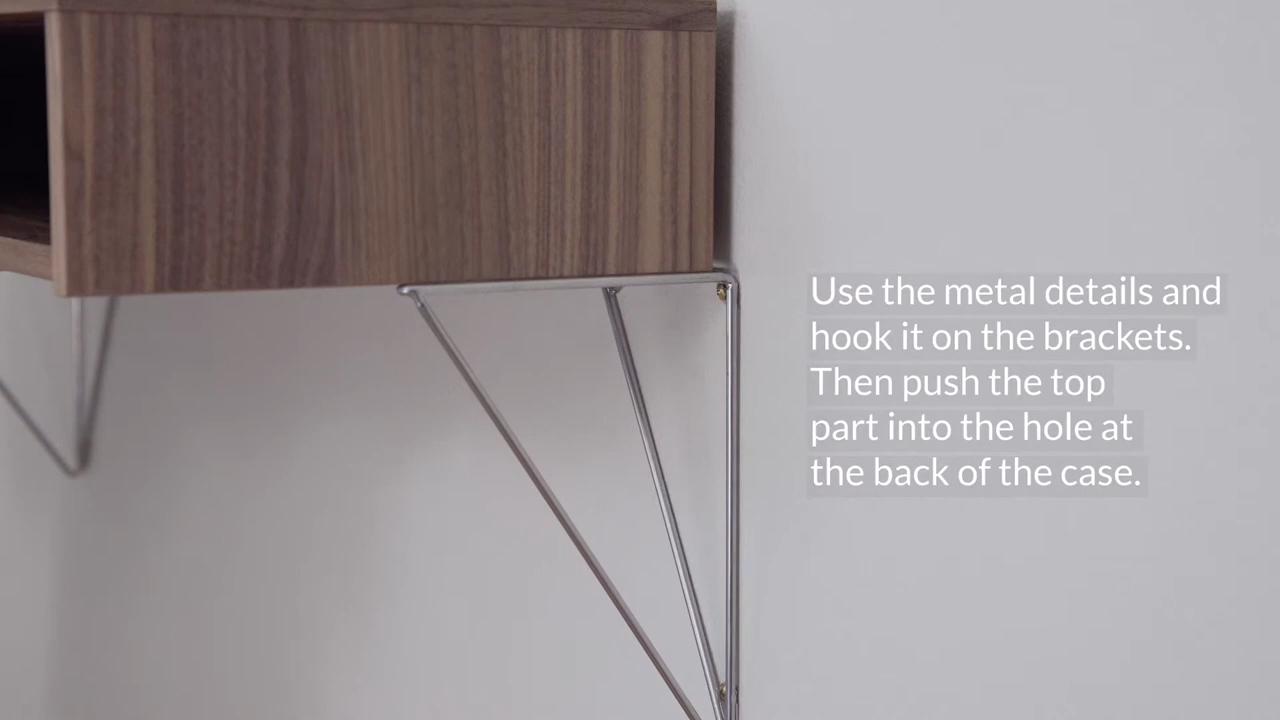 Use the metal details and
hook it on the brackets.
Then push the top
part into the hole at
the back of the case.